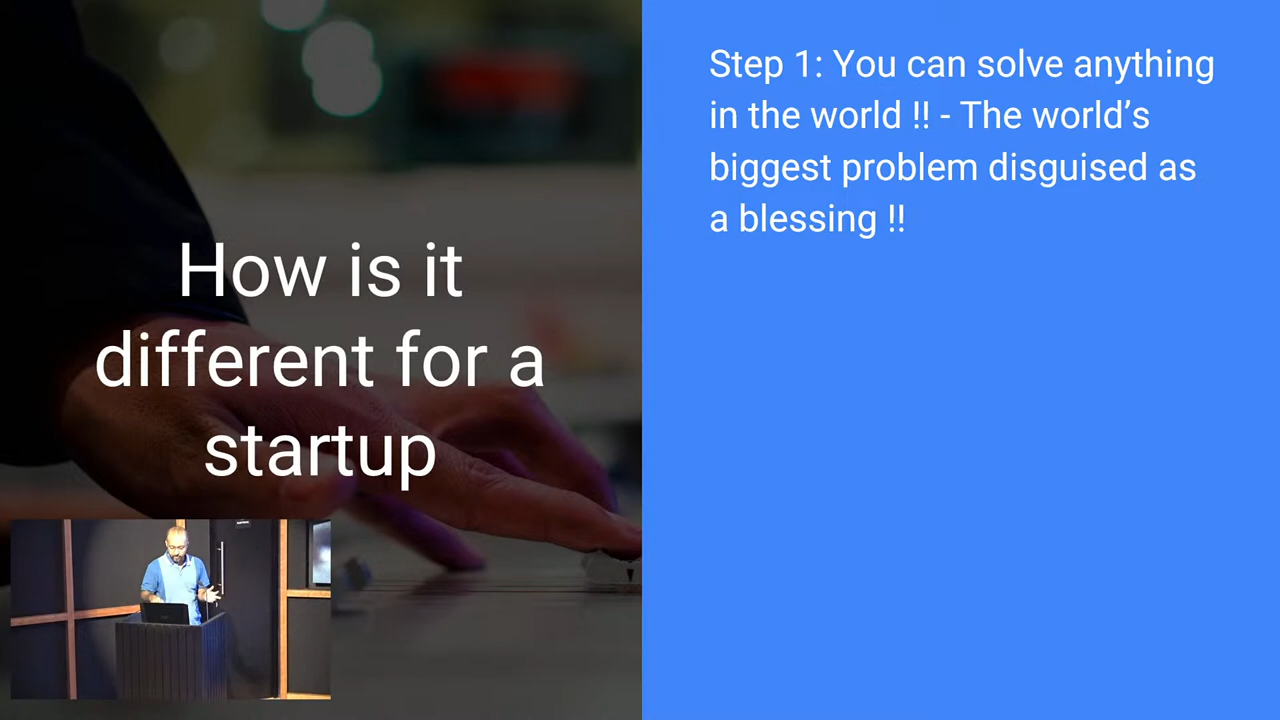 How is it
different for a
startup
Step 1: You can solve anything
in the world !! - The world’s
biggest problem disguised as
a blessing !!